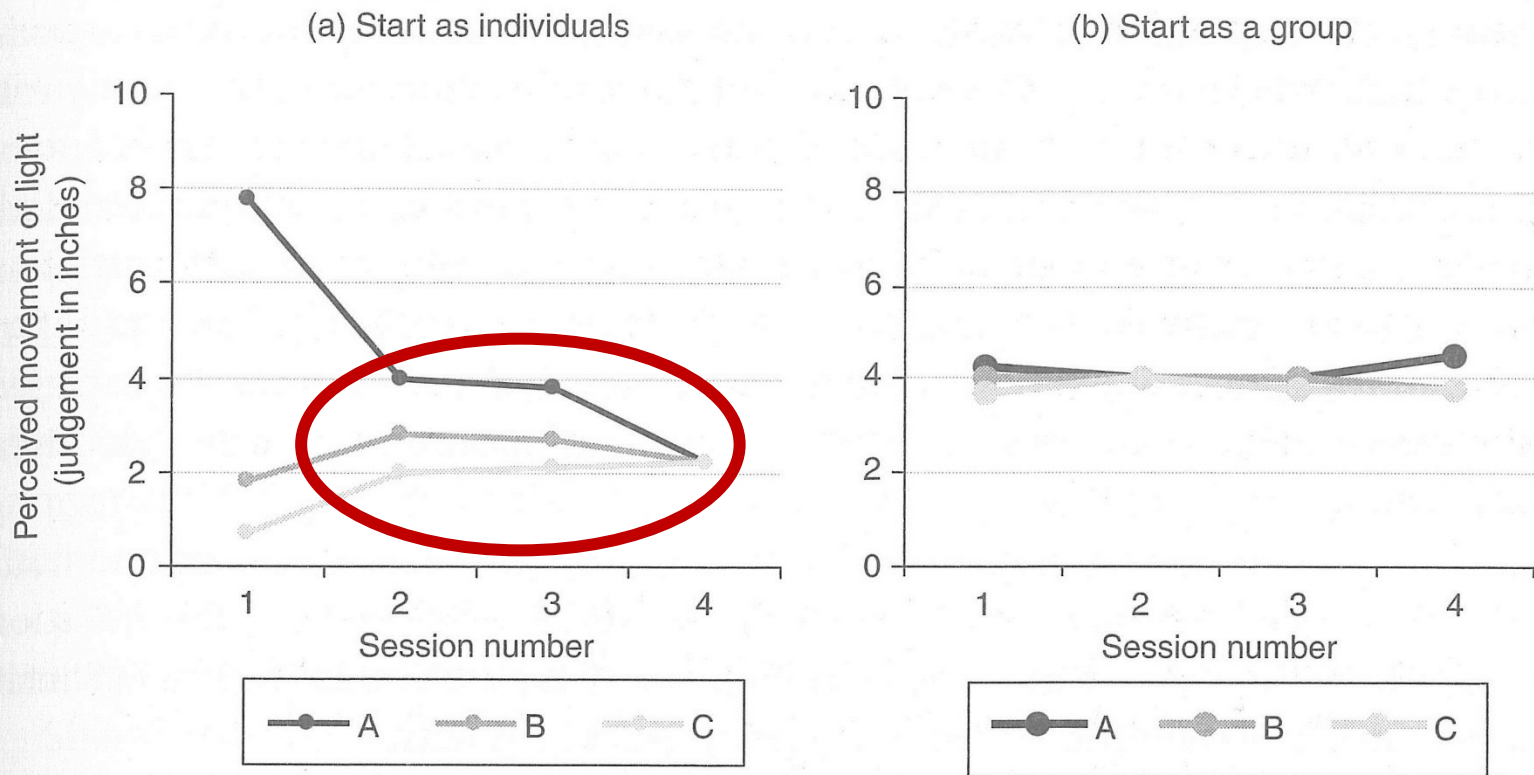 (a) Start as individuals
Perceived movement of light
(judgement in inches)
10
8
6
4
2
0
1 2 3 4
Session number
A B C
(b) Start as a group
10
8
6
4
2
0
1 2 3 4
Session number
A B C